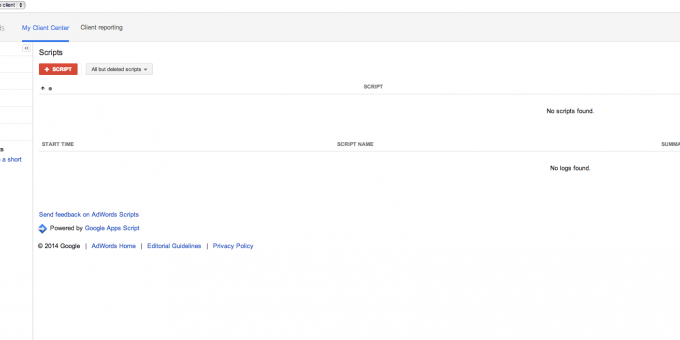 client
My Client Center Client reporting
Scripts
+ SCRIPT All but deleted scripts
SCRIPT
No scripts found.
START TIME SCRIPT NAME SUMMA
a short
No logs found.
Send feedback on AdWords Scripts
Powered by Google Apps Script
© 2014 Google | AdWords Home | Editorial Guidelines | Privacy Policy